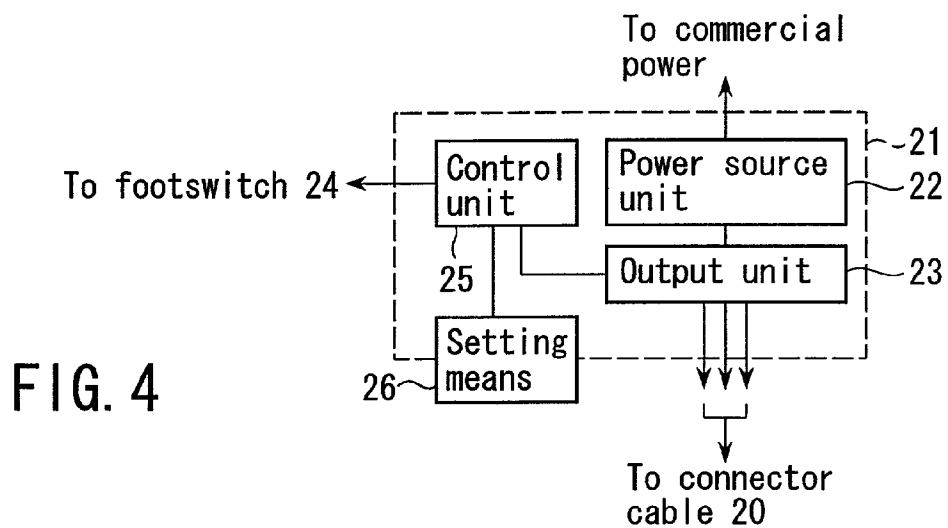 To commercial
power
21
Control
unit
Power source
unit
22
To footswitch 24
25
Output unit
23
Setting
means
26
FIG. 4
To connector
cable 20